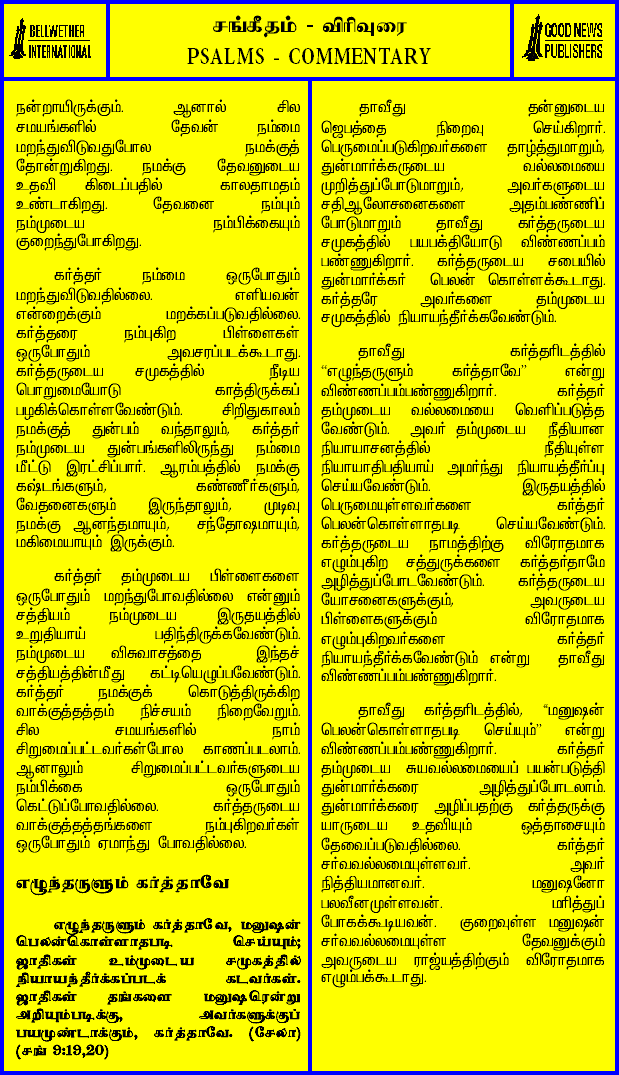 BELLWETHER
INTERNATIONAL
சங்கீதம் - விரிவுரை
PSALMS - COMMENTARY
GOOD NEWS
PUBLISHERS
நன்றாயிருக்கும். ஆனால் சில
சமயங்களில் தேவன் நம்மை
மறந்துவிடுவதுபோல நமக்குத்
தோன்றுகிறது. நமக்கு தேவனுடைய
உதவி கிடைப்பதில் காலதாமதம்
உண்டாகிறது. தேவனை நம்பும்
நம்முடைய நம்பிக்கையும்
குறைந்துபோகிறது.
கர்த்தர் நம்மை ஒருபோதும்
மறந்துவிடுவதில்லை. எளியவன்
என்றைக்கும் மறக்கப்படுவதில்லை.
கர்த்தரை நம்புகிற பிள்ளைகள்
ஒருபோதும் அவசரப்படக்கூடாது.
கர்த்தருடைய சமுகத்தில் நீடிய
பொறுமையோடு காத்திருக்கப்
பழகிக்கொள்ளவேண்டும். சிறிதுகாலம்
நமக்குத் துன்பம் வந்தாலும், கர்த்தர்
நம்முடைய துன்பங்களிலிருந்து நம்மை
மீட்டு இரட்சிப்பார். ஆரம்பத்தில் நமக்கு
கஷ்டங்களும், கண்ணீர்களும்,
வேதனைகளும் இருந்தாலும், முடிவு
நமக்கு ஆனந்தமாயும், சந்தோஷமாயும்,
மகிமையாயும் இருக்கும்.
கர்த்தர் தம்முடைய பிள்ளைகளை
ஒருபோதும் மறந்துபோவதில்லை என்னும்
சத்தியம் நம்முடைய இருதயத்தில்
உறுதியாய் பதிந்திருக்கவேண்டும்.
நம்முடைய விசுவாசத்தை இந்தச்
சத்தியத்தின்மீது கட்டியெழுப்பவேண்டும்.
கர்த்தர் நமக்குக் கொடுத்திருக்கிற
வாக்குத்தத்தம் நிச்சயம் நிறைவேறும்.
சில சமயங்களில் நாம்
சிறுமைப்பட்டவர்கள்போல காணப்படலாம்.
ஆனாலும் சிறுமைப்பட்டவர்களுடைய
நம்பிக்கை ஒருபோதும்
கெட்டுப்போவதில்லை. கர்த்தருடைய
வாக்குத்தத்தங்களை நம்புகிறவர்கள்
ஒருபோதும் ஏமாந்து போவதில்லை.
எழுந்தருளும் கர்த்தாவே
எழுந்தருளும் கர்த்தாவே, மனுஷன்
பெலன்கொள்ளாதபடி செய்யும்;
ஜாதிகள் உம்முடைய சமுகத்தில்
நியாயந்தீர்க்கப்படக் கடவர்கள்.
ஜாதிகள் தங்களை மனுஷரென்று
அறியும்படிக்கு, அவர்களுக்குப்
பயமுண்டாக்கும், கர்த்தாவே. (சேலா)
(சங் 9:19,20)
தாவீது தன்னுடைய
ஜெபத்தை நிறைவு செய்கிறார்.
பெருமைப்படுகிறவர்களை தாழ்த்துமாறும்,
துன்மார்க்கருடைய வல்லமையை
முறித்துப்போடுமாறும், அவர்களுடைய
சதிஆலோசனைகளை அதம்பண்ணிப்
போடுமாறும் தாவீது கர்த்தருடைய
சமுகத்தில் பயபக்தியோடு விண்ணப்பம்
பண்ணுகிறார். கர்த்தருடைய சபையில்
துன்மார்க்கர் பெலன் கொள்ளக்கூடாது.
கர்த்தரே அவர்களை தம்முடைய
சமுகத்தில் நியாயந்தீர்க்கவேண்டும்.
தாவீது கர்த்தரிடத்தில்
“எழுந்தருளும் கர்த்தாவே” என்று
விண்ணப்பம்பண்ணுகிறார். கர்த்தர்
தம்முடைய வல்லமையை வெளிப்படுத்த
வேண்டும். அவர் தம்முடைய நீதியான
நியாயாசனத்தில் நீதியுள்ள
நியாயாதிபதியாய் அமர்ந்து நியாயத்தீர்ப்பு
செய்யவேண்டும். இருதயத்தில்
பெருமையுள்ளவர்களை கர்த்தர்
பெலன்கொள்ளாதபடி செய்யவேண்டும்.
கர்த்தருடைய நாமத்திற்கு விரோதமாக
எழும்புகிற சத்துருக்களை கர்த்தர்தாமே
அழித்துப்போடவேண்டும். கர்த்தருடைய
யோசனைகளுக்கும், அவருடைய
பிள்ளைகளுக்கும் விரோதமாக
எழும்புகிறவர்களை கர்த்தர்
நியாயந்தீர்க்கவேண்டும் என்று தாவீது
விண்ணப்பம்பண்ணுகிறார்.
தாவீது கர்த்தரிடத்தில், “மனுஷன்
பெலன்கொள்ளாதபடி செய்யும்” என்று
விண்ணப்பம்பண்ணுகிறார். கர்த்தர்
தம்முடைய சுயவல்லமையைப் பயன்படுத்தி
துன்மார்க்கரை அழித்துப்போடலாம்.
துன்மார்க்கரை அழிப்பதற்கு கர்த்தருக்கு
யாருடைய உதவியும் ஒத்தாசையும்
தேவைப்படுவதில்லை. கர்த்தர்
சர்வவல்லமையுள்ளவர். அவர்
நித்தியமானவர். மனுஷனோ
பலவீனமுள்ளவன். மரித்துப்
போகக்கூடியவன். குறைவுள்ள மனுஷன்
சர்வவல்லமையுள்ள தேவனுக்கும்
அவருடைய ராஜ்யத்திற்கும் விரோதமாக
எழும்பக்கூடாது.